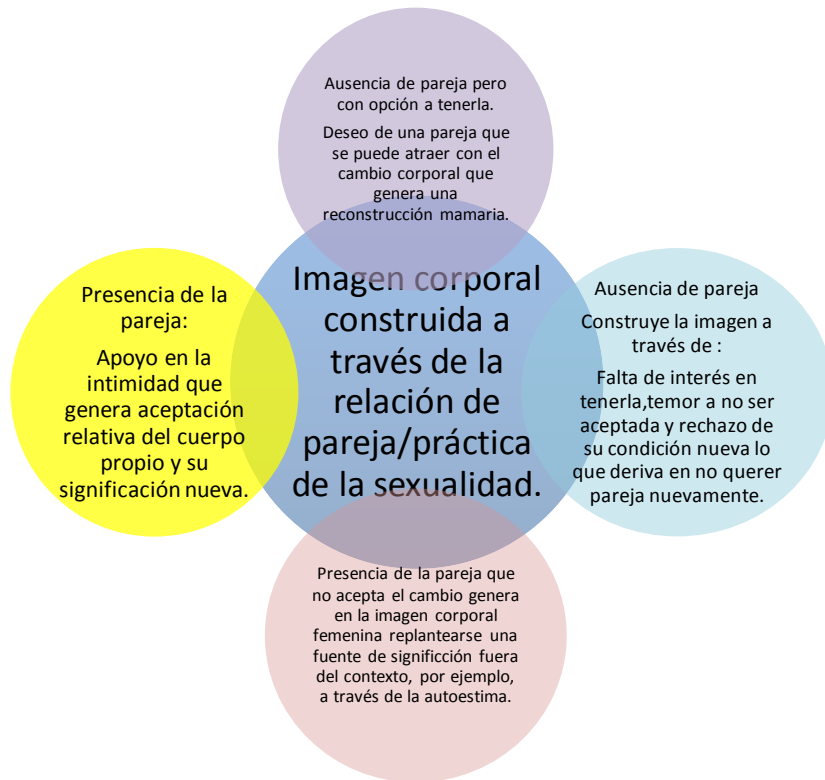 Ausencia de pareja pero
con opción a tenerla.
Deseo de una pareja que
se puede atraer con el
cambio corporal que
genera una
reconstrucción mamaria.
Presencia de la
pareja:
Apoyo en la
intimidad que
genera aceptación
relativa del cuerpo
propio y su
significación nueva.
Imagen corporal
construida a
través de la
relación de
pareja/práctica
de la sexualidad.
Ausencia de pareja
Construye la imagen a
través de :
Falta de interés en
tenerla,temor a no ser
aceptada y rechazo de
su condición nueva lo
que deriva en no querer
pareja nuevamente.
Presencia de la pareja que
no acepta el cambio genera
en la imagen corporal
femenina replantearse una
fuente de significción fuera
del contexto, por ejemplo,
a través de la autoestima.